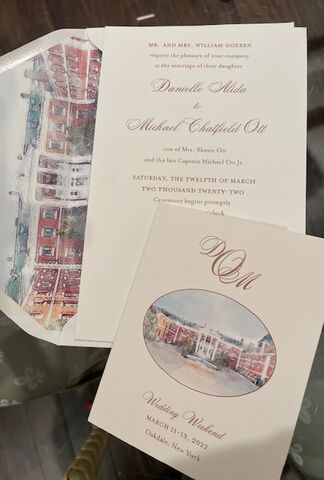 MR. AND MRS. WILLIAM GOEREN
request the pleasure of your company
at the marriage of their daughter
Danielle Alida
to
Michael Chatfield Ott
son of Mrs. Shawn Ott
and the late Captain Michael Ott Jr.
SATURDAY, THE TWELFTH OF MARCH
TWO THOUSAND TWENTY-TWO
Ceremony begins promptly
o'clock
DOM
Wedding Weekend
MARCH 11-13, 2022
Oakdale, New York